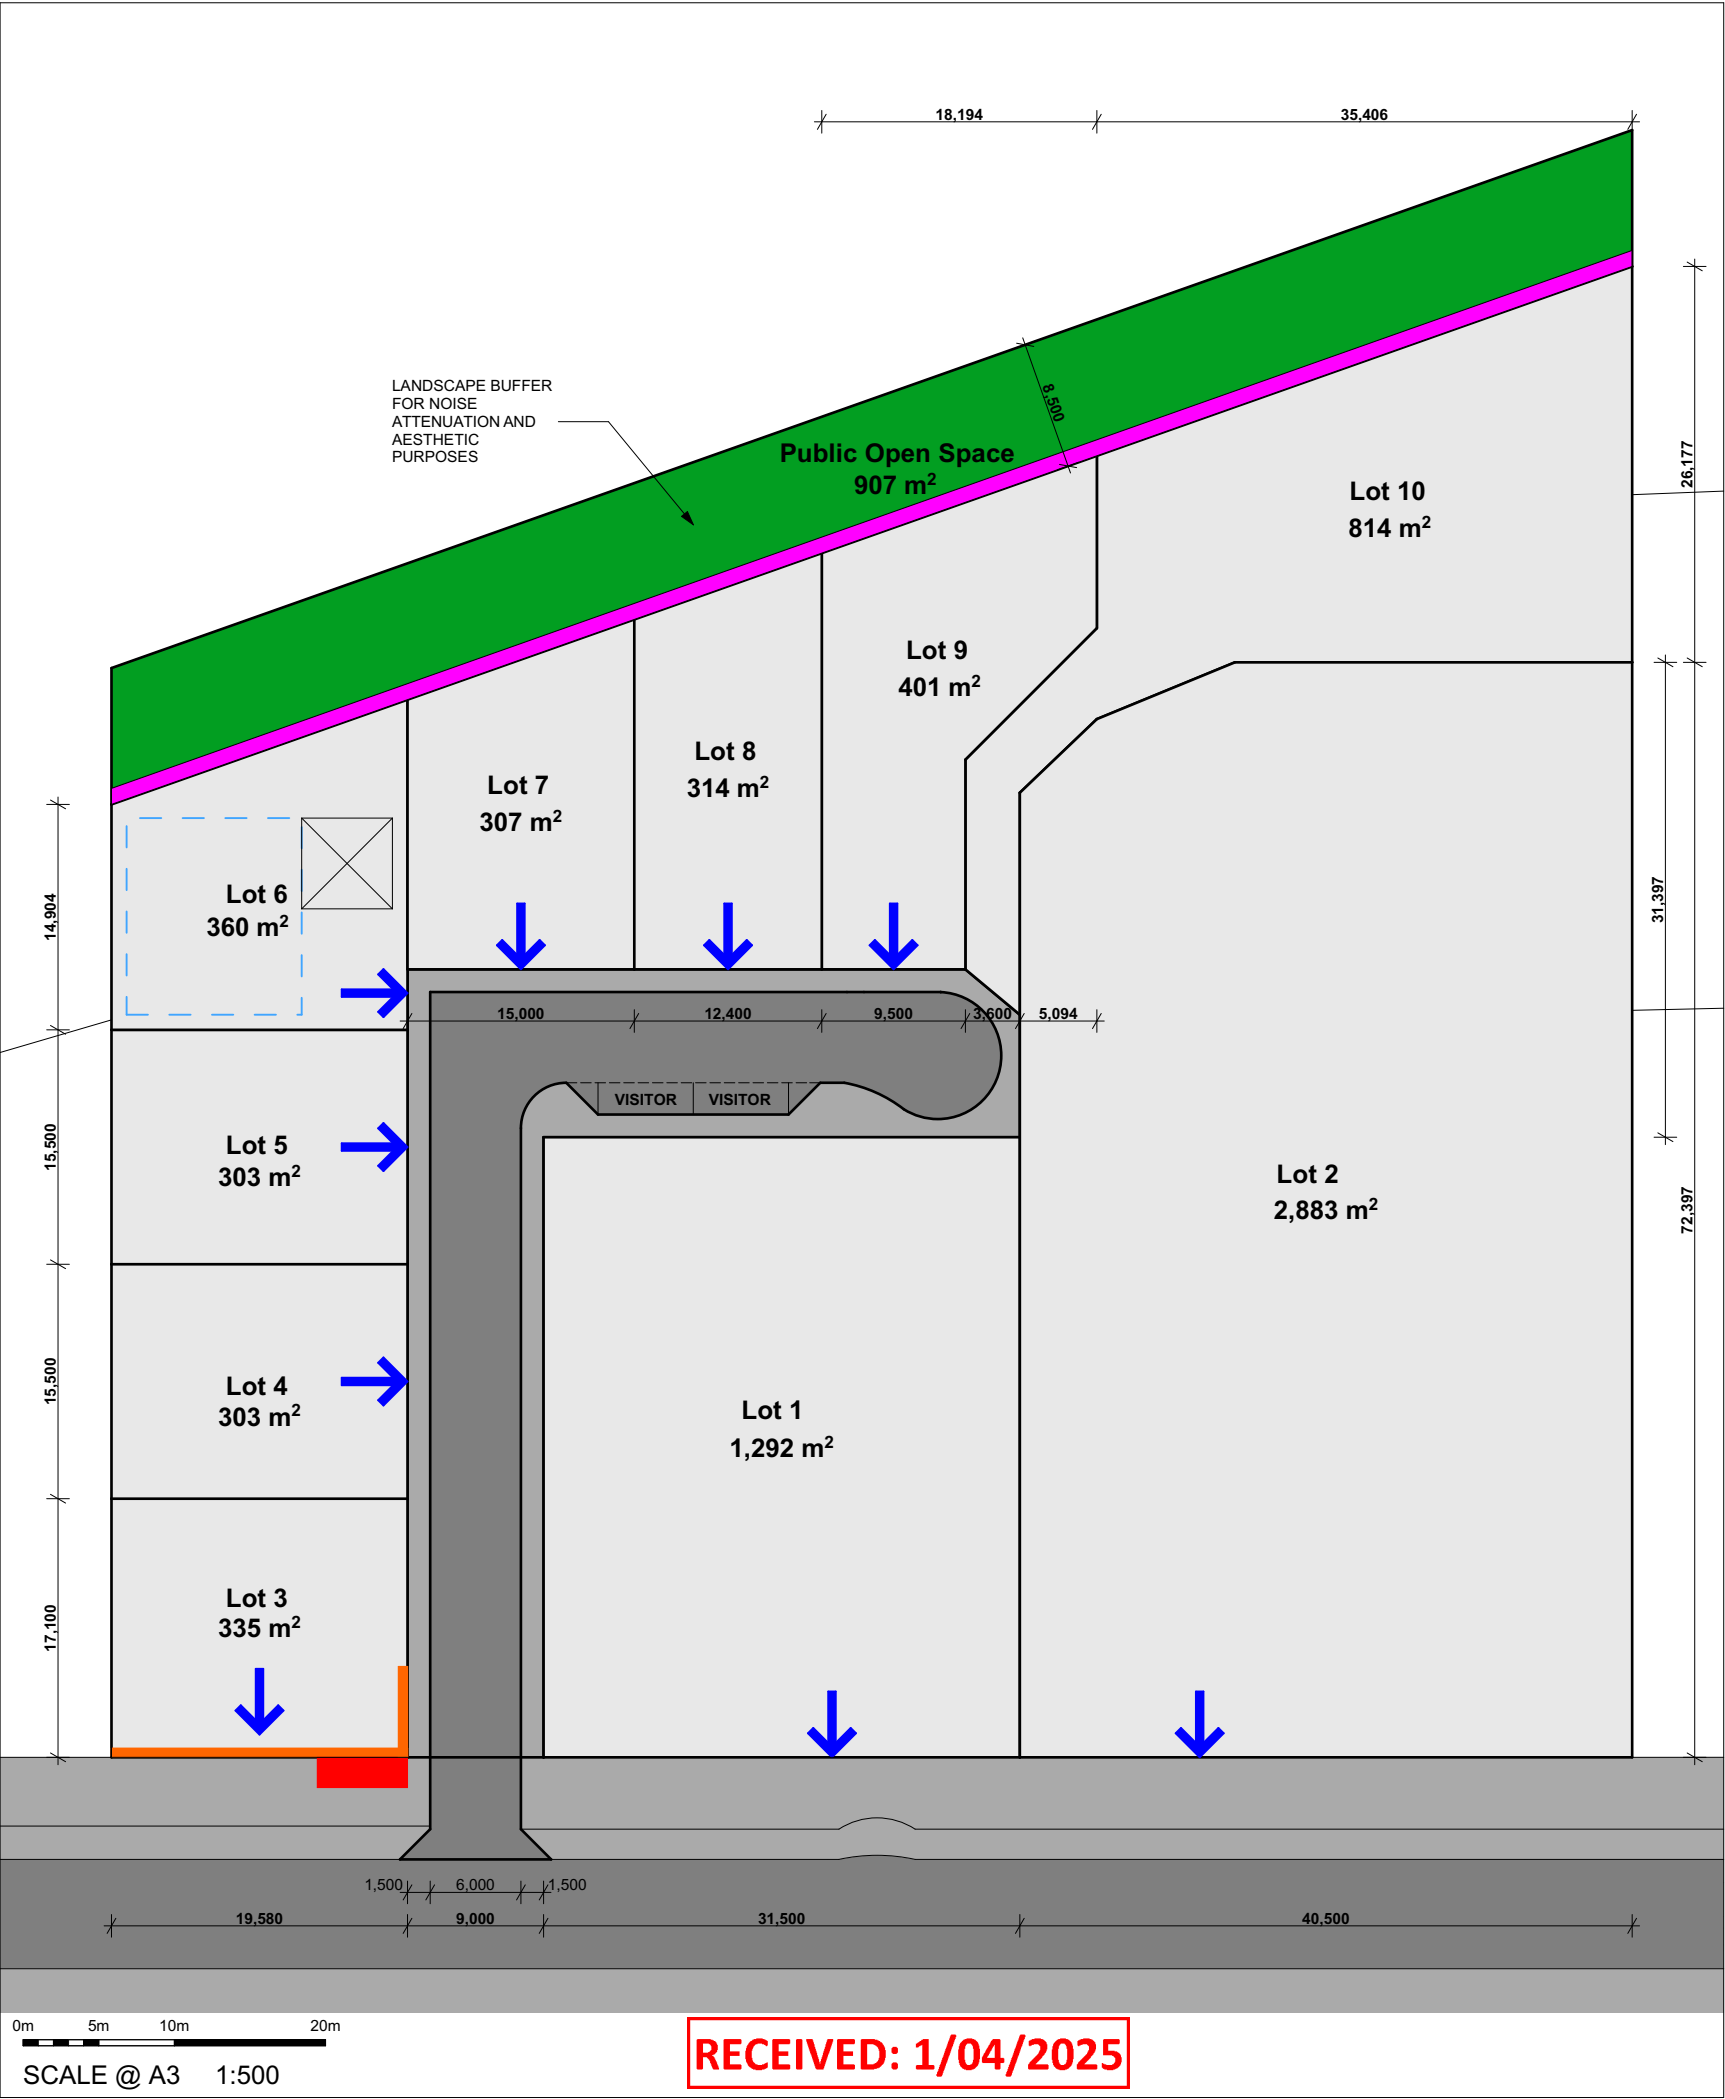 18,194
35,406
LANDSCAPE BUFFER
FOR NOISE
ATTENUATION AND
AESTHETIC
PURPOSES
8,500
Public Open Space
907 m²
26,177
Lot 10
814 m²
Lot 9
401 m²
Lot 8
314 m²
Lot 7
307 m²
Lot 6
360 m²
14,904
31,397
15,000
12,400
9,500
3,600
5,094
VISITOR
VISITOR
15,500
Lot 5
303 m²
Lot 2
2,883 m²
72,397
15,500
Lot 4
303 m²
Lot 1
1,292 m²
17,100
Lot 3
335 m²
1,500
6,000
1,500
19,580
9,000
31,500
40,500
0m
5m
10m
20m
SCALE @ A3 1:500
RECEIVED: 1/04/2025